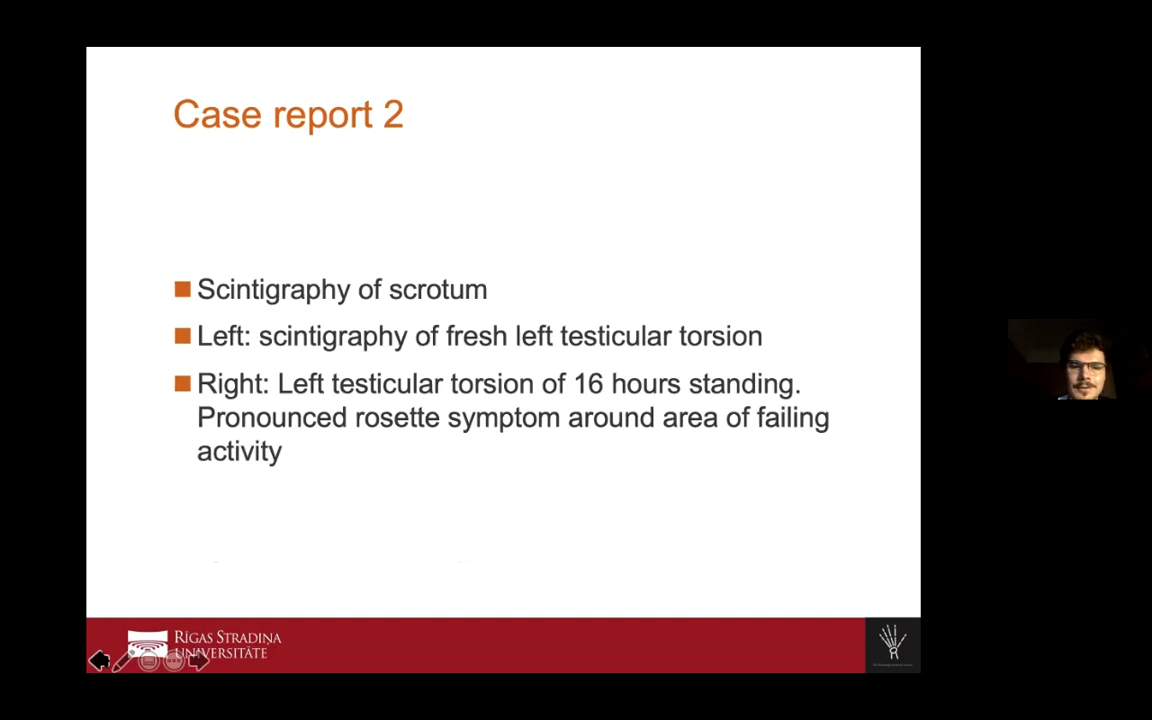 Case report 2
Scintigraphy of scrotum
Left: scintigraphy of fresh left testicular torsion
Right: Left testicular torsion of 16 hours standing.
Pronounced rosette symptom around area of failing
activity
RĪGAS STRADIŅA
UNIVERSITĀTE